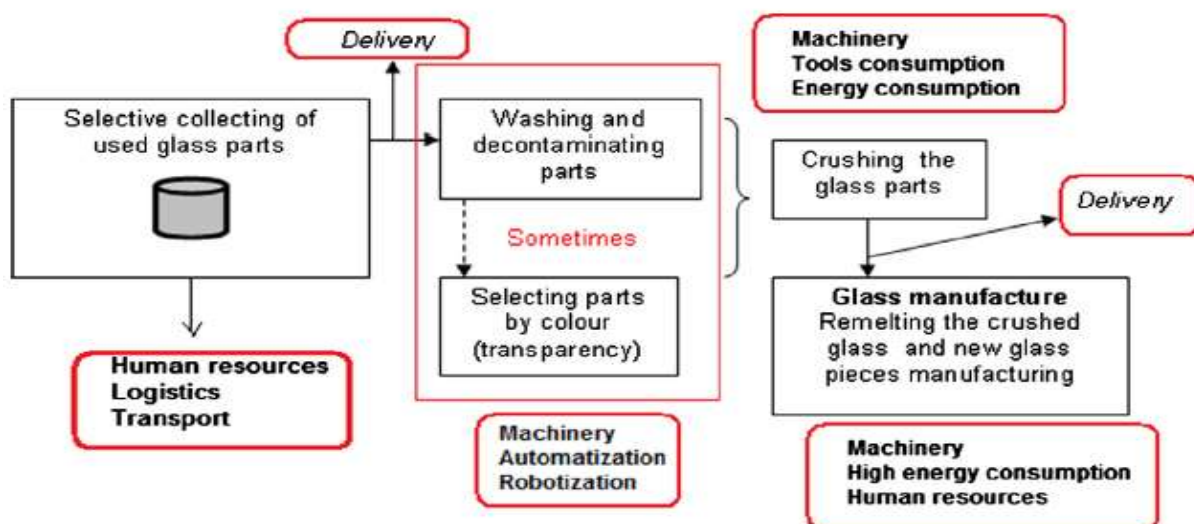 Delivery
Machinery
Tools consumption
Energy consumption
Selective collecting of
used glass parts
Washing and
decontaminating
parts
Crushing the
glass parts
Delivery
Sometimes
Selecting parts
by colour
(transparency)
Glass manufacture
Remelting the crushed
glass and new glass
pieces manufacturing
Human resources
Logistics
Transport
Machinery
Automatization
Robotization
Machinery
High energy consumption
Human resources